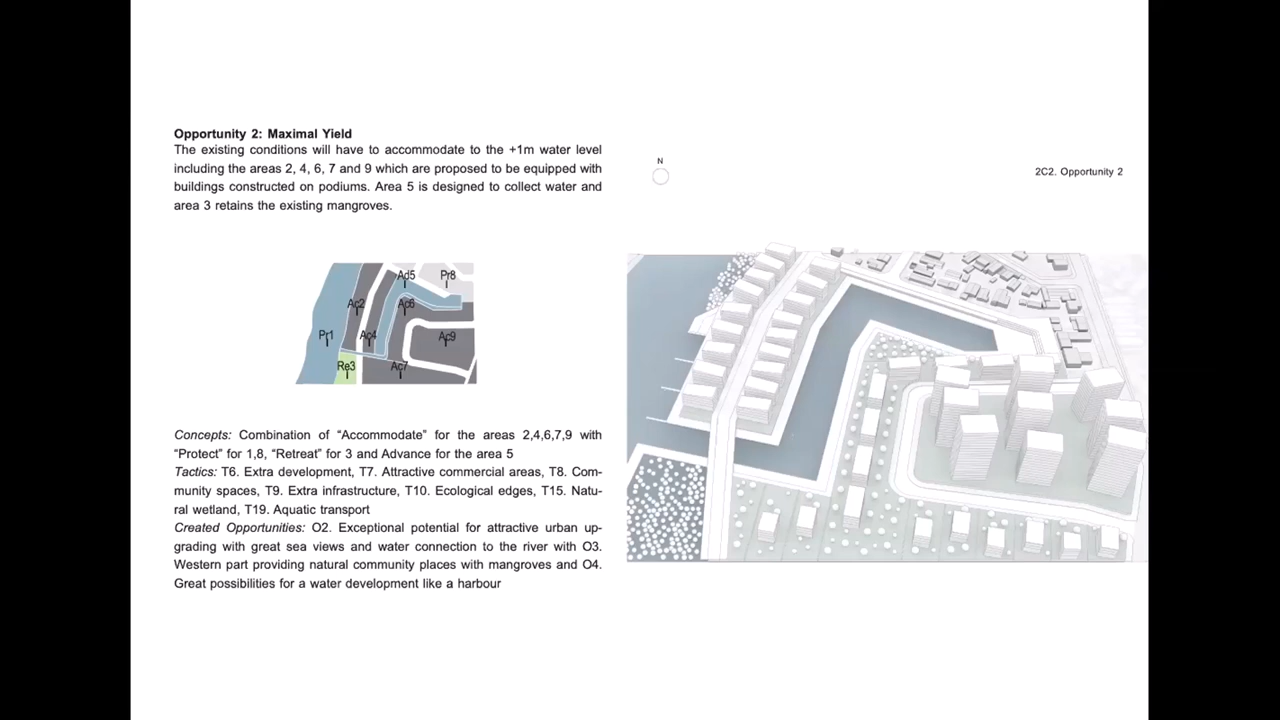 Opportunity 2: Maximal Yield
The existing conditions will have to accommodate to the +1m water level
including the areas 2, 4, 6, 7 and 9 which are proposed to be equipped with
buildings constructed on podiums. Area 5 is designed to collect water and
area 3 retains the existing mangroves.
Ad5
Pr8
Ac2
Ac6
Pr1
Ac4
Ac9
Re3
Ac7
Concepts: Combination of “Accommodate” for the areas 2,4,6,7,9 with
“Protect” for 1,8, “Retreat” for 3 and Advance for the area 5
Tactics: T6. Extra development, T7. Attractive commercial areas, T8. Com-
munity spaces, T9. Extra infrastructure, T10. Ecological edges, T15. Natu-
ral wetland, T19. Aquatic transport
Created Opportunities: O2. Exceptional potential for attractive urban up-
grading with great sea views and water connection to the river with O3.
Western part providing natural community places with mangroves and O4.
Great possibilities for a water development like a harbour
N
2C2. Opportunity 2